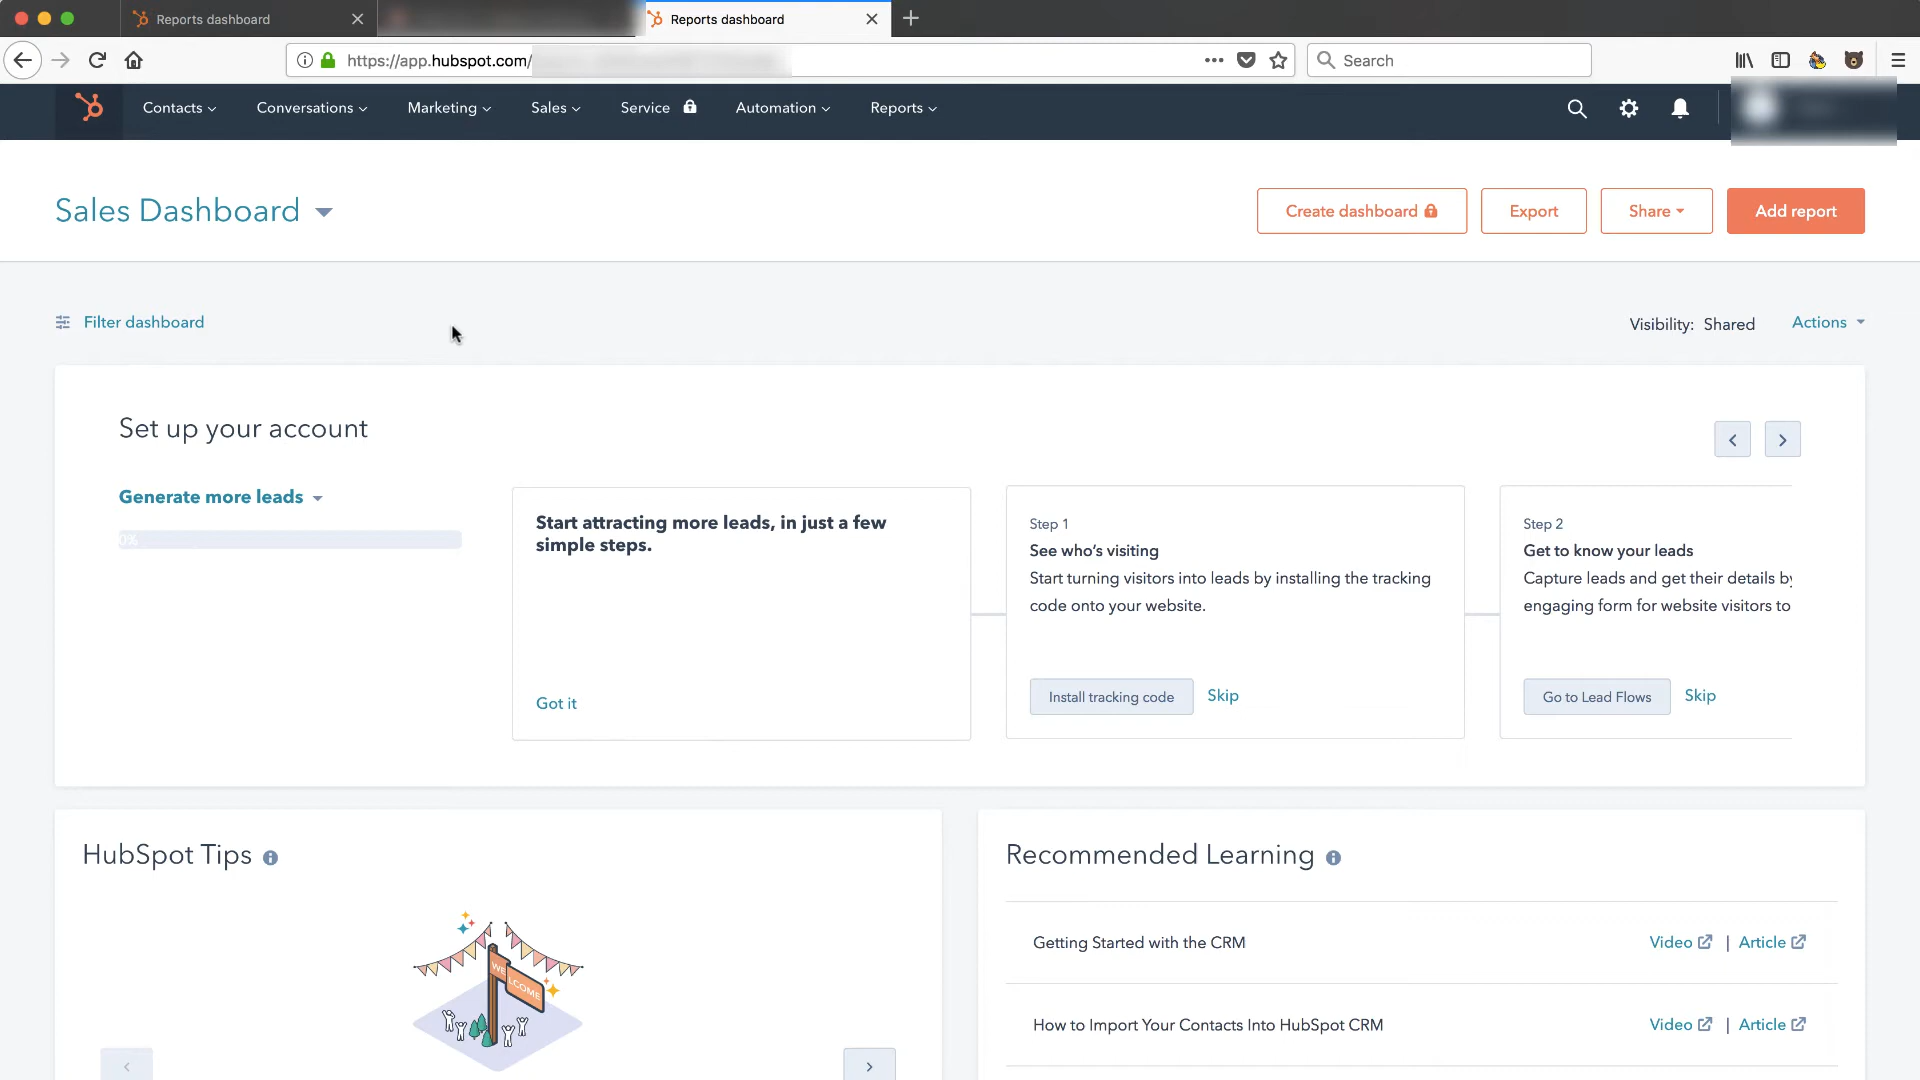 Reports dashboard
Reports dashboard
https://app.hubspot.com/
Search
Contacts
Conversations
Marketing
Sales
Service
Automation
Reports
Sales Dashboard
Create dashboard
Export
Share
Add report
Filter dashboard
Visibility: Shared
Actions
Set up your account
Generate more leads
0%
Start attracting more leads, in just a few
simple steps.
Got it
Step 1
See who's visiting
Start turning visitors into leads by installing the tracking
code onto your website.
Install tracking code
Skip
Step 2
Get to know your leads
Capture leads and get their details by
engaging form for website visitors to
Go to Lead Flows
Skip
HubSpot Tips
WELCOME
Recommended Learning
Getting Started with the CRM
Video | Article
How to Import Your Contacts Into HubSpot CRM
Video | Article